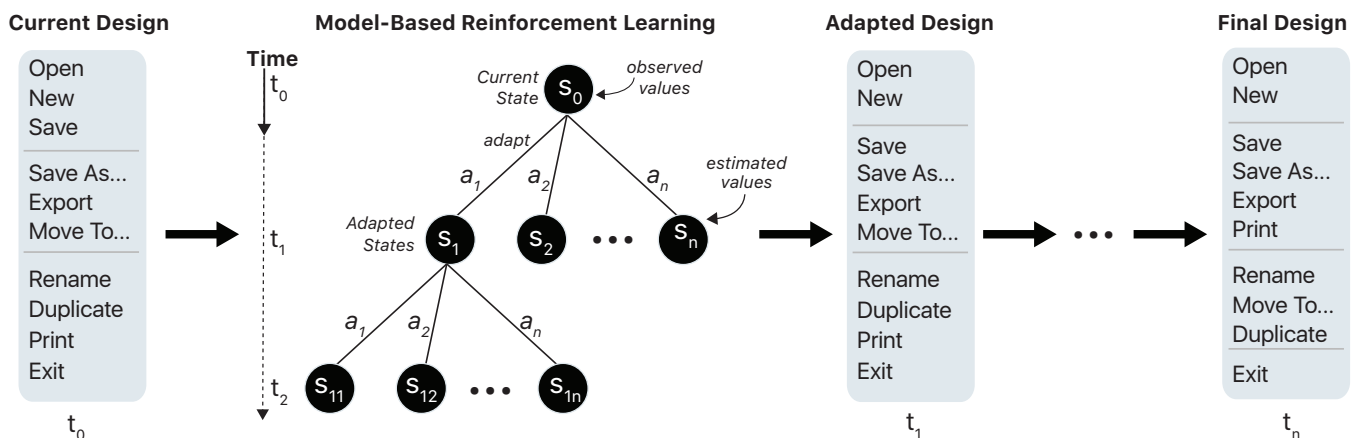 Current Design
Open
New
Save
Save As...
Export
Move To...
Rename
Duplicate
Print
Exit
t0
Model-Based Reinforcement Learning
Time
t0
t1
t2
Current
State
s0
observed
values
adapt
a1
a2
an
estimated
values
Adapted
States
s1
s2
•••
sn
a1
a2
an
s11
s12
•••
s1n
Adapted Design
Open
New
Save
Save As...
Export
Move To...
Rename
Duplicate
Print
Exit
t1
•••
Final Design
Open
New
Save
Save As...
Export
Print
Rename
Move To...
Duplicate
Exit
tn